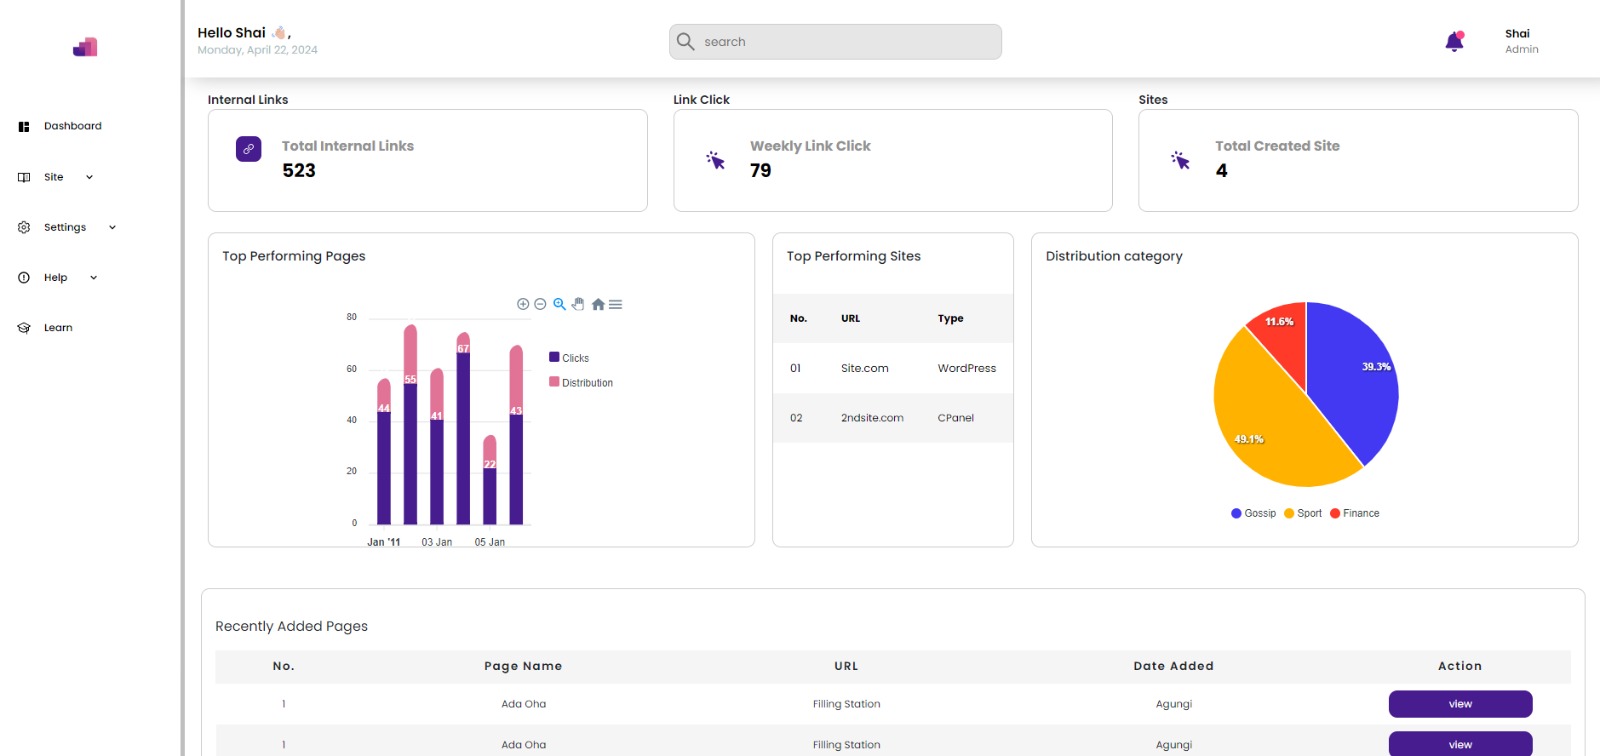 Hello Shai 👋🏻,
Monday, April 22, 2024
search
Shai
Admin
Dashboard
Site
Settings
Help
Learn
Internal Links
Total Internal Links
523
Link Click
Weekly Link Click
79
Sites
Total Created Site
4
Top Performing Pages
80
60
40
20
0
44
55
41
67
22
43
Jan '11
03 Jan
05 Jan
Clicks
Distribution
Top Performing Sites
No. URL Type
01 Site.com WordPress
02 2ndsite.com CPanel
Distribution category
11.6%
39.3%
49.1%
Gossip Sport Finance
Recently Added Pages
No. Page Name URL Date Added Action
1 Ada Oha Filling Station Agungi view
1 Ada Oha Filling Station Agungi view